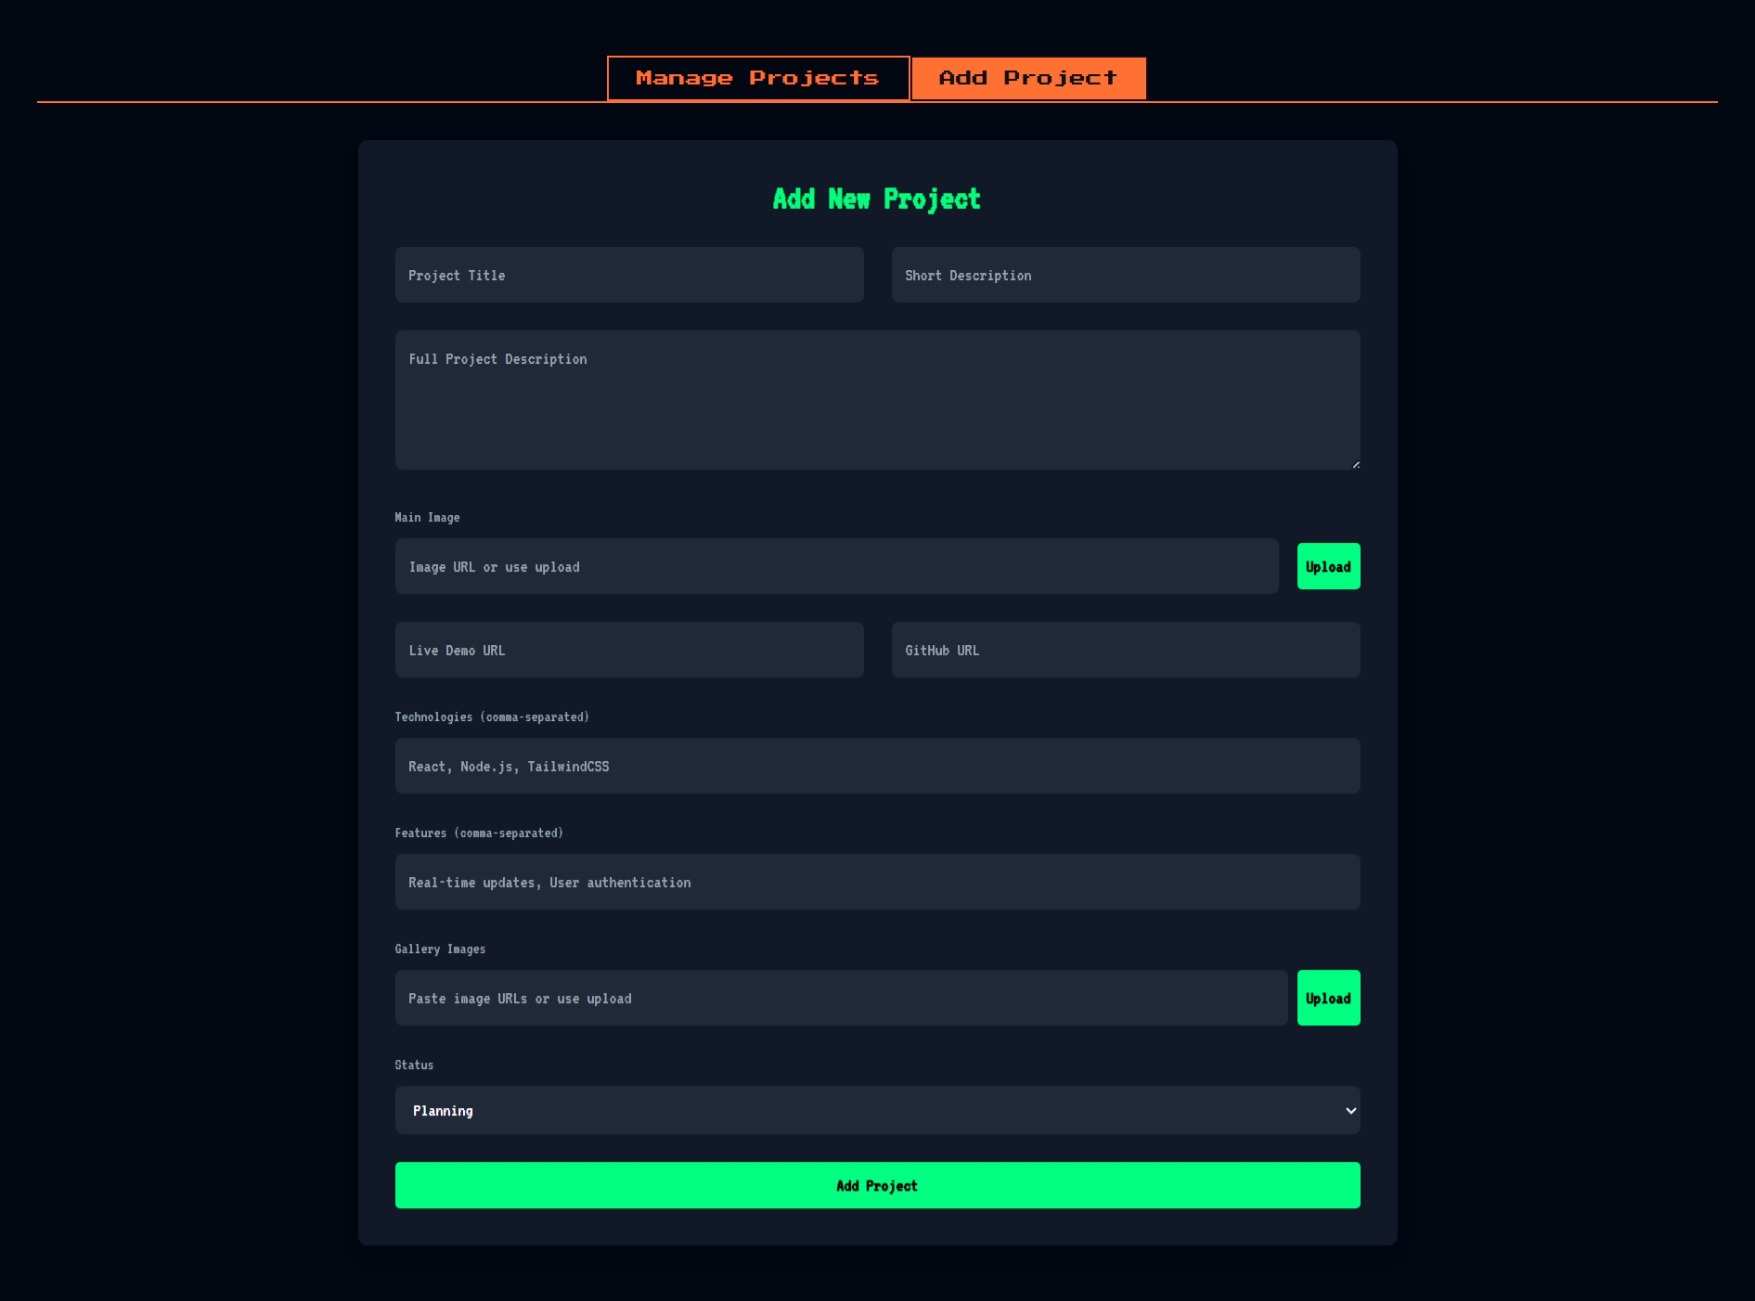 Manage Projects
Add Project
Add New Project
Project Title
Short Description
Full Project Description
Main Image
Image URL or use upload
Upload
Live Demo URL
GitHub URL
Technologies (comma-separated)
React, Node.js, TailwindCSS
Features (comma-separated)
Real-time updates, User authentication
Gallery Images
Paste image URLs or use upload
Upload
Status
Planning
Add Project